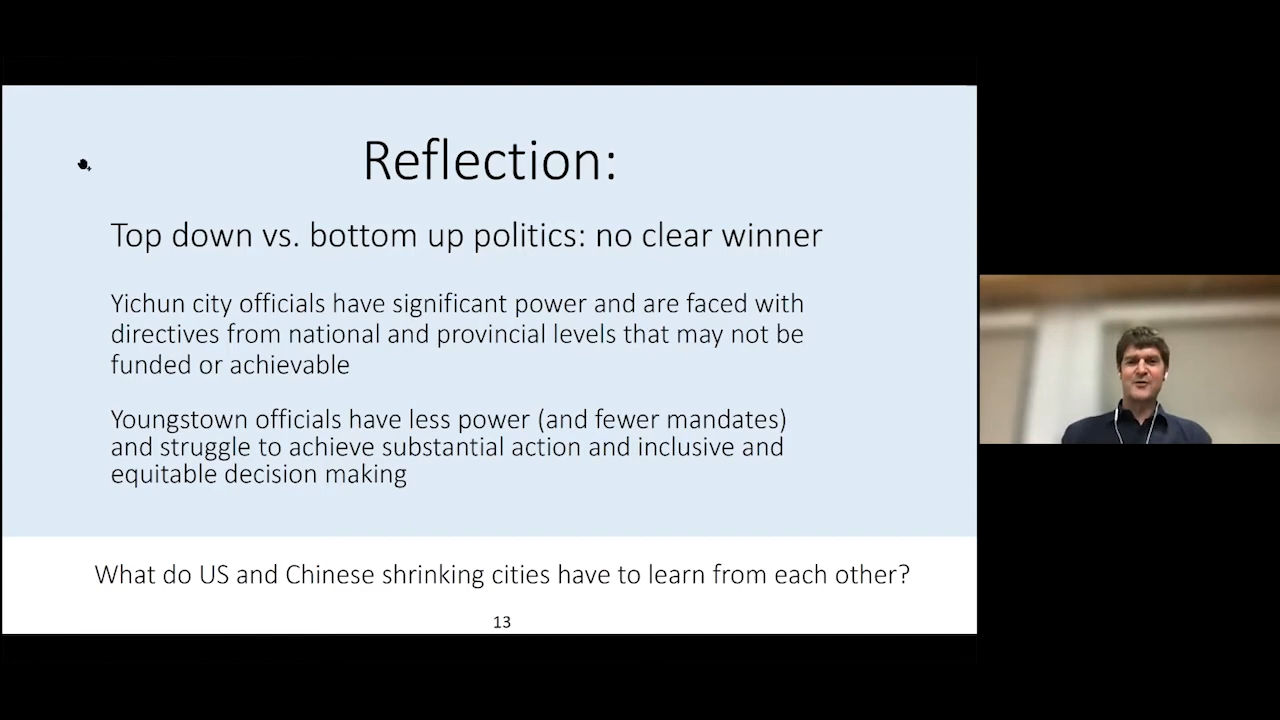 Reflection:
Top down vs. bottom up politics: no clear winner
Yichun city officials have significant power and are faced with
directives from national and provincial levels that may not be
funded or achievable
Youngstown officials have less power (and fewer mandates)
and struggle to achieve substantial action and inclusive and
equitable decision making
What do US and Chinese shrinking cities have to learn from each other?
13